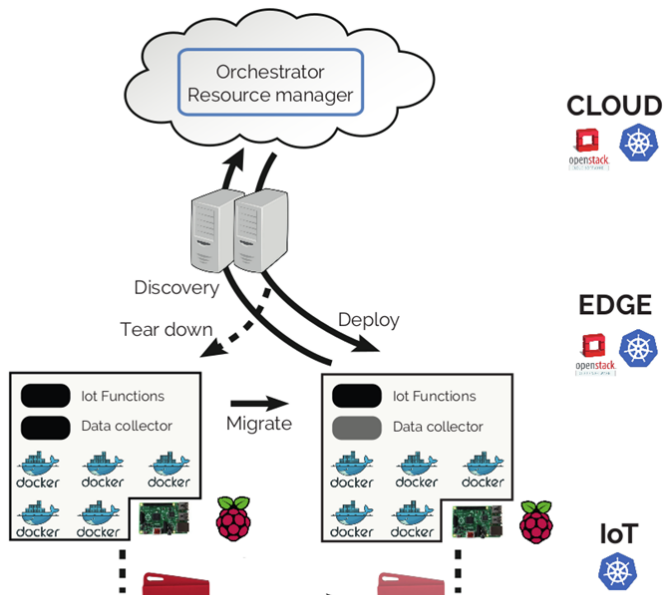 Orchestrator
Resource manager
CLOUD
openstack.
Discovery
Tear down
Deploy
EDGE
openstack.
Iot Functions
Data collector
Migrate
Iot Functions
Data collector
docker docker docker
docker docker
docker docker docker
docker docker
IoT